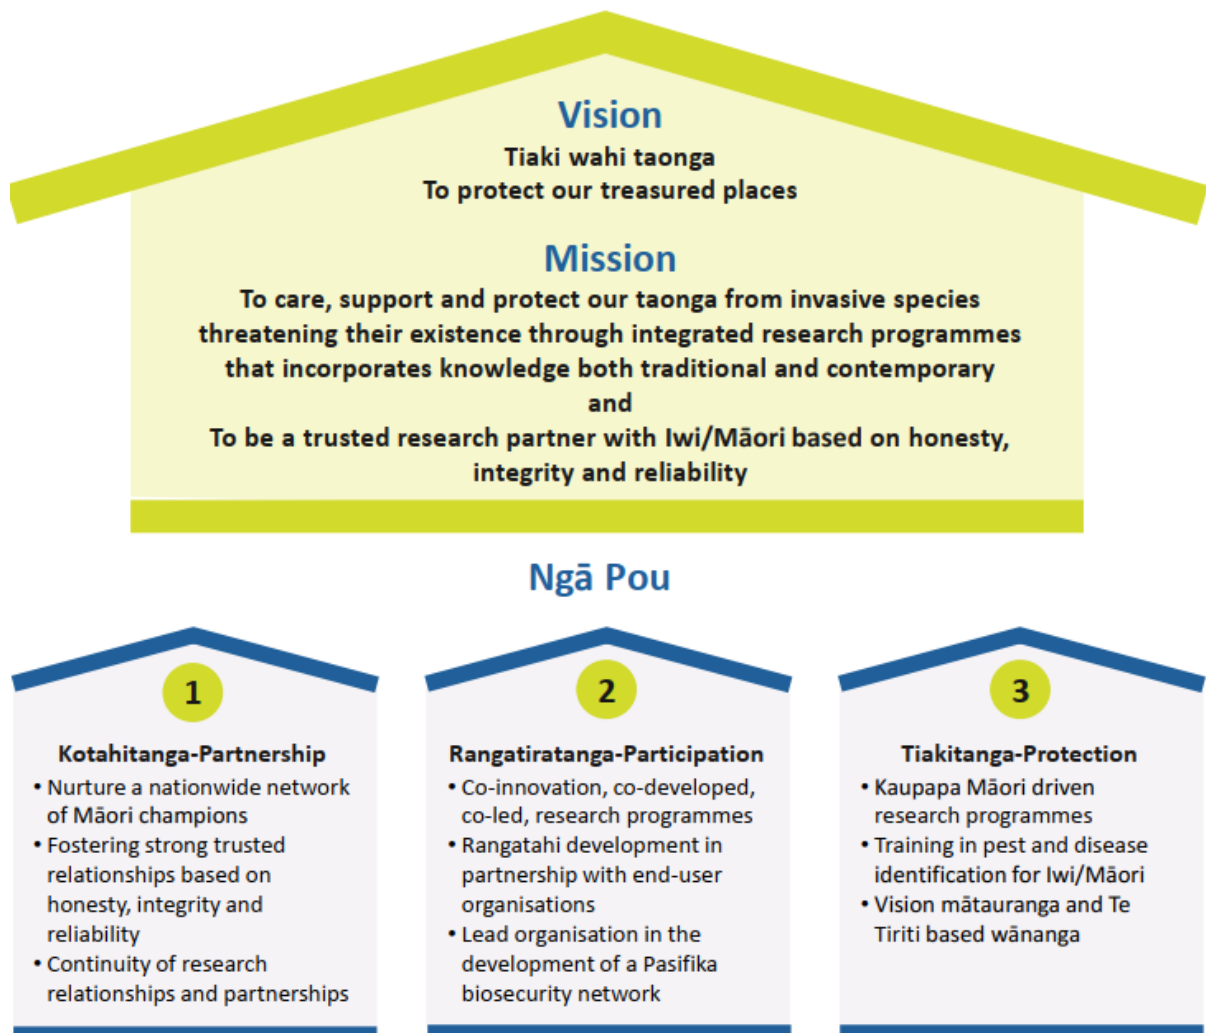 Vision
Tiaki wahi taonga
To protect our treasured places
Mission
To care, support and protect our taonga from invasive species
threatening their existence through integrated research programmes
that incorporates knowledge both traditional and contemporary
and
To be a trusted research partner with Iwi/Māori based on honesty,
integrity and reliability
Ngā Pou
1
Kotahitanga-Partnership
• Nurture a nationwide network
of Māori champions
• Fostering strong trusted
relationships based on
honesty, integrity and
reliability
• Continuity of research
relationships and partnerships
2
Rangatiratanga-Participation
• Co-innovation, co-developed,
co-led, research programmes
• Rangatahi development in
partnership with end-user
organisations
• Lead organisation in the
development of a Pasifika
biosecurity network
3
Tiakitanga-Protection
• Kaupapa Māori driven
research programmes
• Training in pest and disease
identification for Iwi/Māori
• Vision mātauranga and Te
Tiriti based wānanga